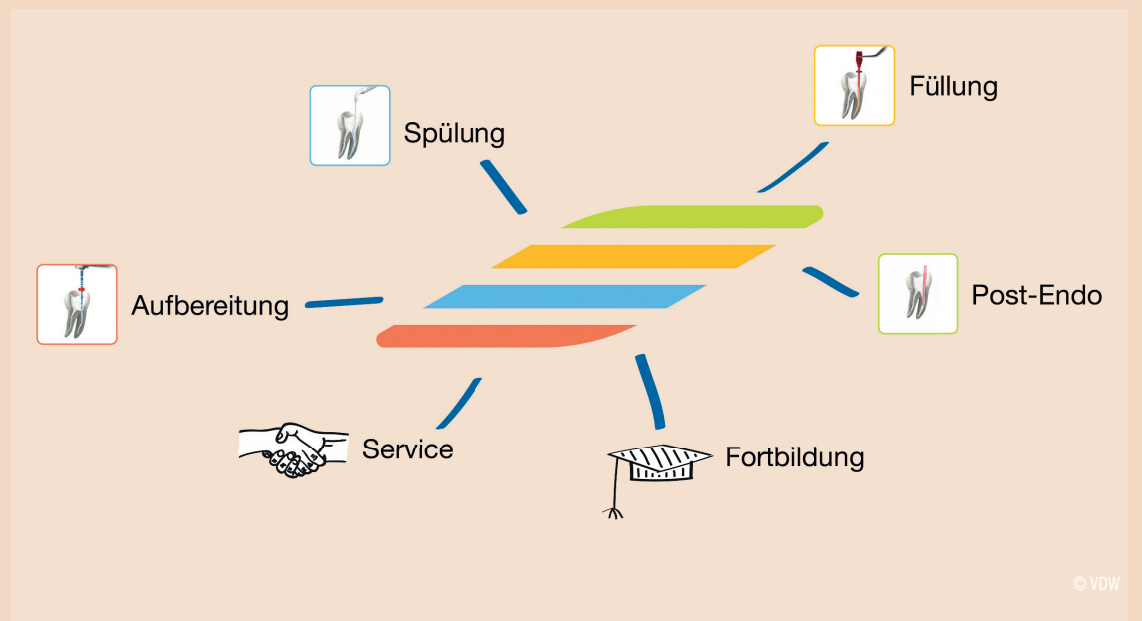 Füllung
Spülung
Post-Endo
Aufbereitung
Service
Fortbildung
© VDW